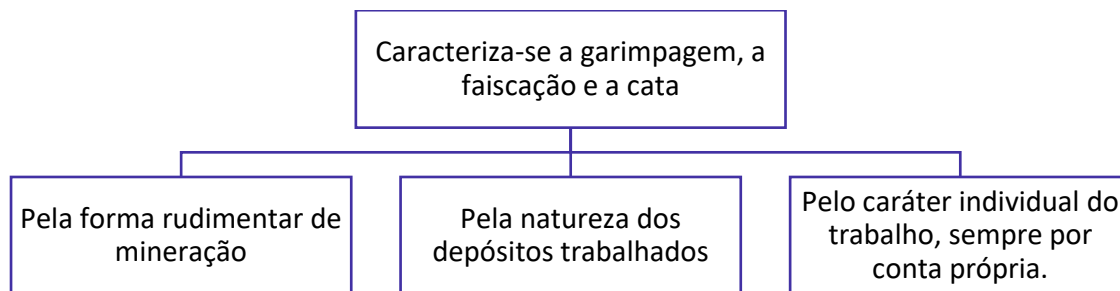 Caracteriza-se a garimpagem, a
faiscação e a cata
Pela forma rudimentar de
mineração
Pela natureza dos
depósitos trabalhados
Pelo caráter individual do
trabalho, sempre por
conta própria.